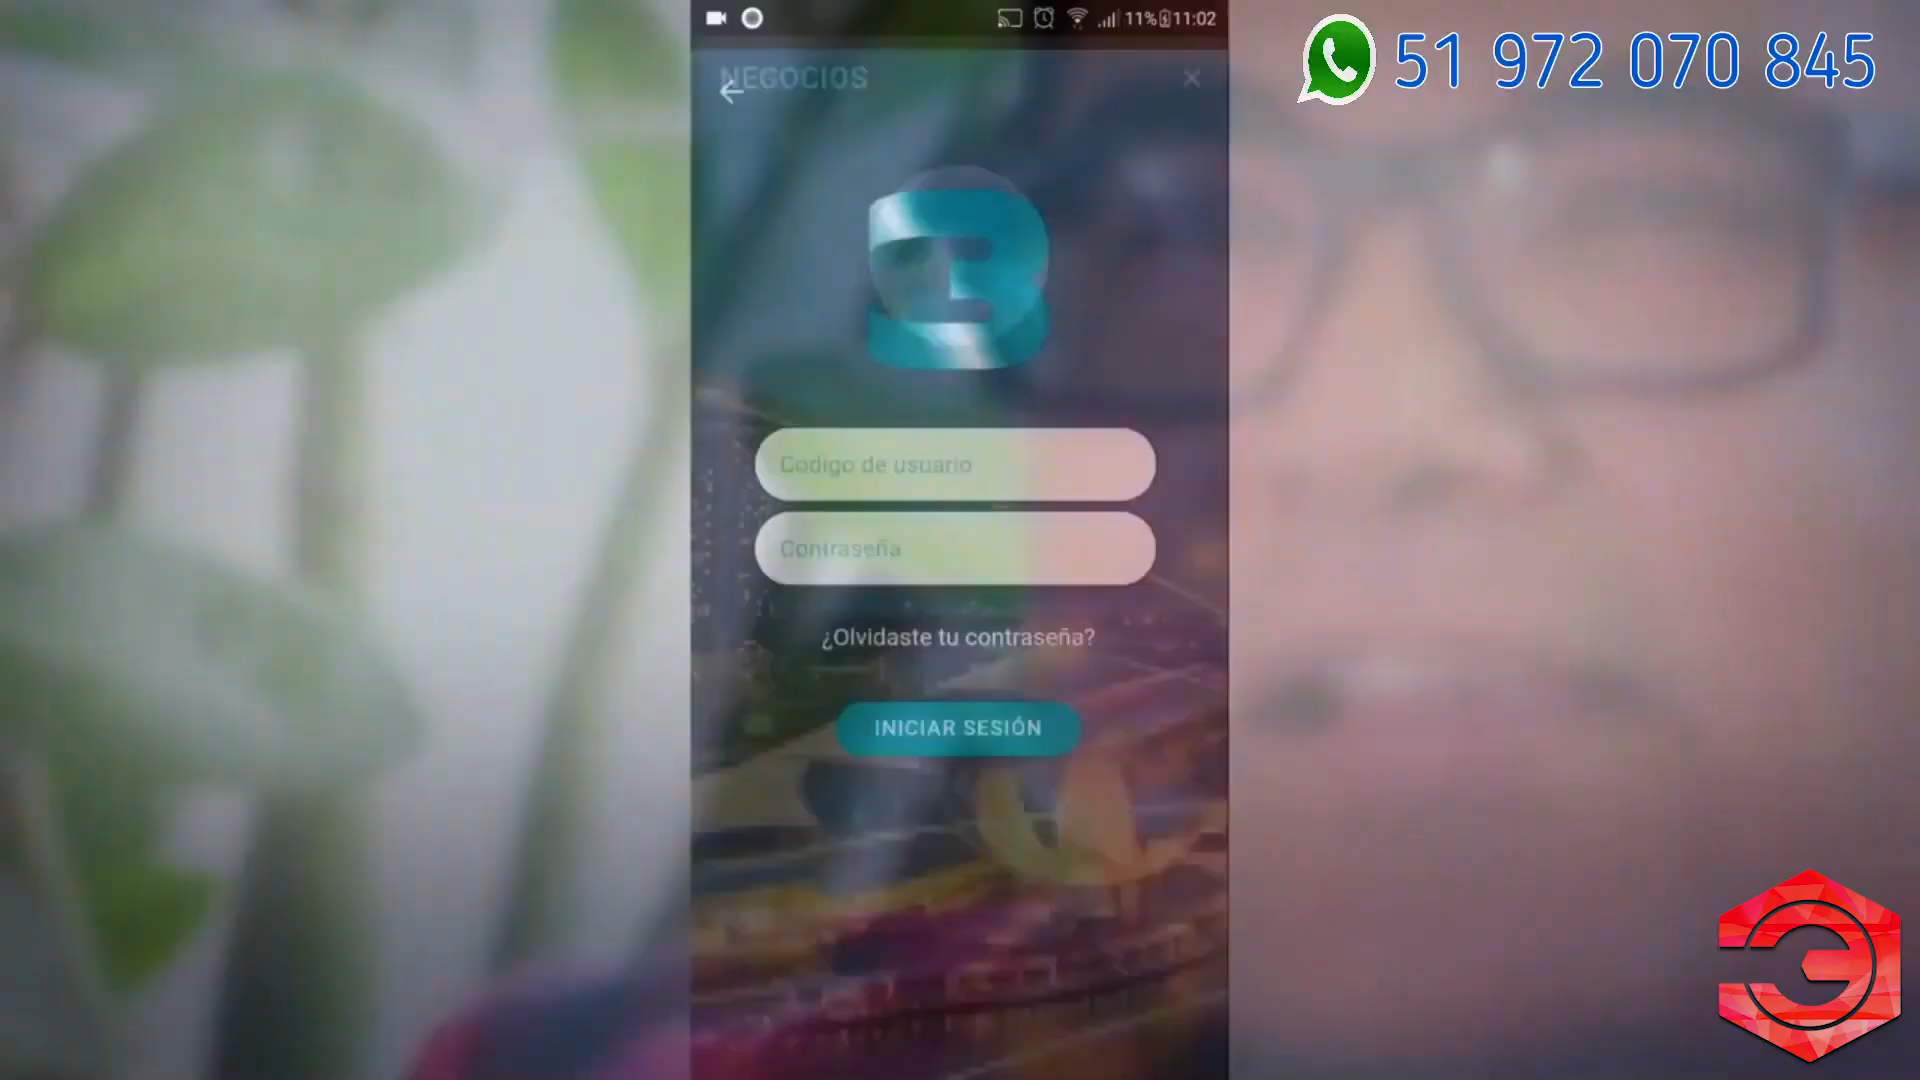 11% 11:02
51 972 070 845
NEGOCIOS
Codigo de usuario
Contraseña
¿Olvidaste tu contraseña?
INICIAR SESIÓN